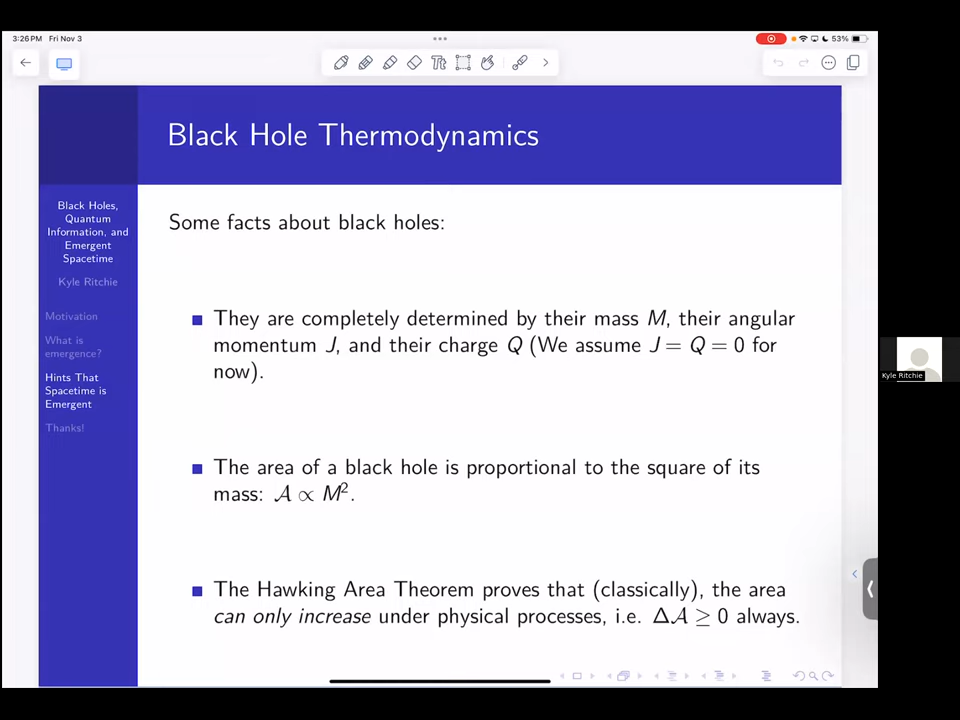 3:26 PM Fri Nov 3
53%
Black Hole Thermodynamics
Black Holes,
Quantum
Information, and
Emergent
Spacetime
Kyle Ritchie
Motivation
What is
emergence?
Hints That
Spacetime is
Emergent
Thanks!
Some facts about black holes:
They are completely determined by their mass M, their angular
momentum J, and their charge Q (We assume J = Q = 0 for
now).
The area of a black hole is proportional to the square of its
mass: 𝒜 ∝ M².
The Hawking Area Theorem proves that (classically), the area
can only increase under physical processes, i.e. Δ𝒜 ≥ 0 always.
Kyle Ritchie